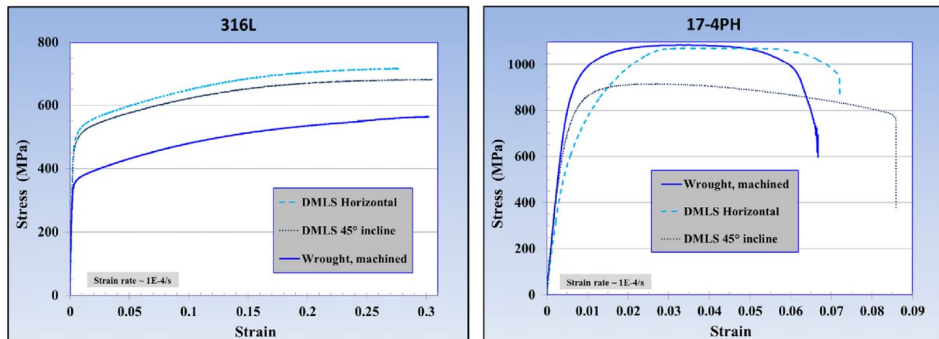 316L
800
600
400
200
0
Stress (MPa)
DMLS Horizontal
DMLS 45° incline
Wrought, machined
Strain rate ~ 1E-4/s
0
0.05
0.1
0.15
0.2
0.25
0.3
Strain
17-4PH
1000
800
600
400
200
0
Stress (MPa)
Wrought, machined
DMLS Horizontal
DMLS 45° incline
Strain rate ~ 1E-4/s
0
0.01
0.02
0.03
0.04
0.05
0.06
0.07
0.08
0.09
Strain